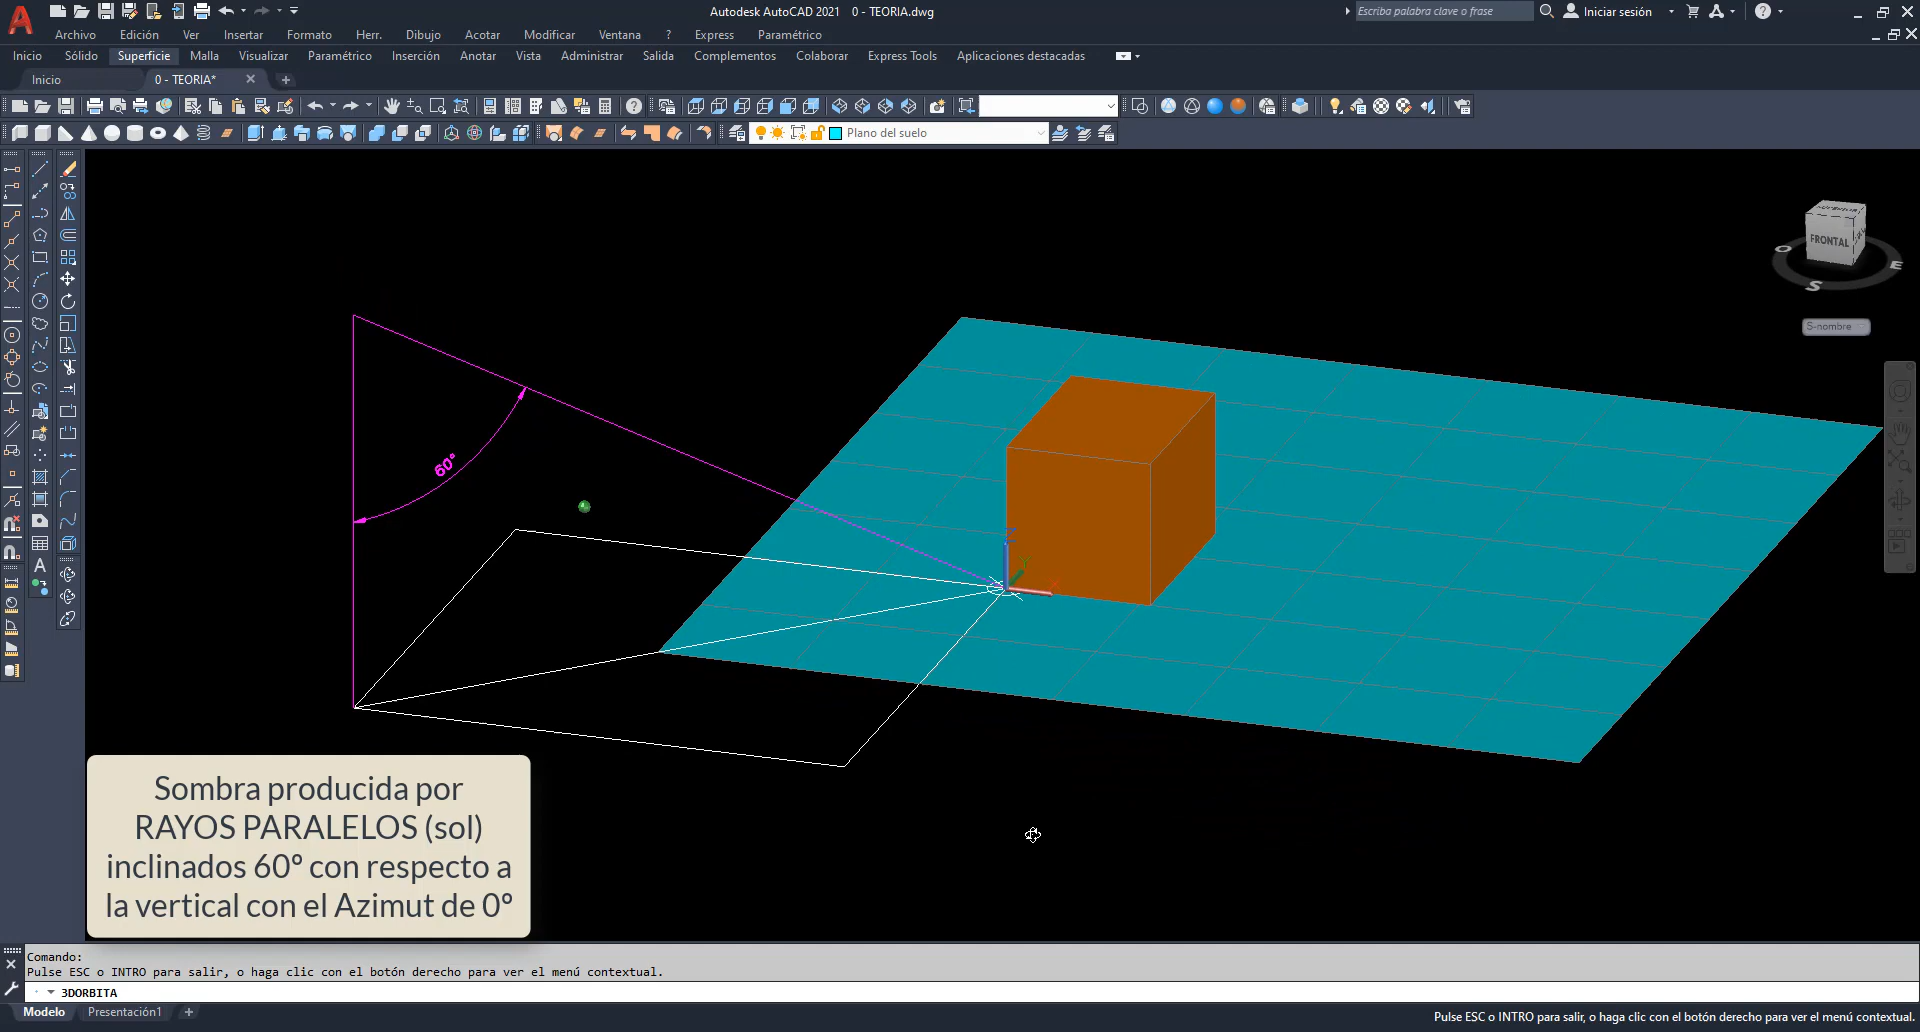 Autodesk AutoCAD 2021 0 - TEORIA.dwg
Escriba palabra clave o frase
Iniciar sesión
Archivo Edición Ver Insertar Formato Herr. Dibujo Acotar Modificar Ventana ? Express Paramétrico
Inicio Sólido Superficie Malla Visualizar Paramétrico Inserción Anotar Vista Administrar Salida Complementos Colaborar Express Tools Aplicaciones destacadas
Inicio 0 - TEORIA*
Plano del suelo
FRONTAL
O
E
S
S-nombre
60°
Z
Y
X
Sombra producida por
RAYOS PARALELOS (sol)
inclinados 60º con respecto a
la vertical con el Azimut de 0º
Comando:
Pulse ESC o INTRO para salir, o haga clic con el botón derecho para ver el menú contextual.
3DORBITA
Modelo Presentación1
Pulse ESC o INTRO para salir, o haga clic con el botón derecho para ver el menú contextual.